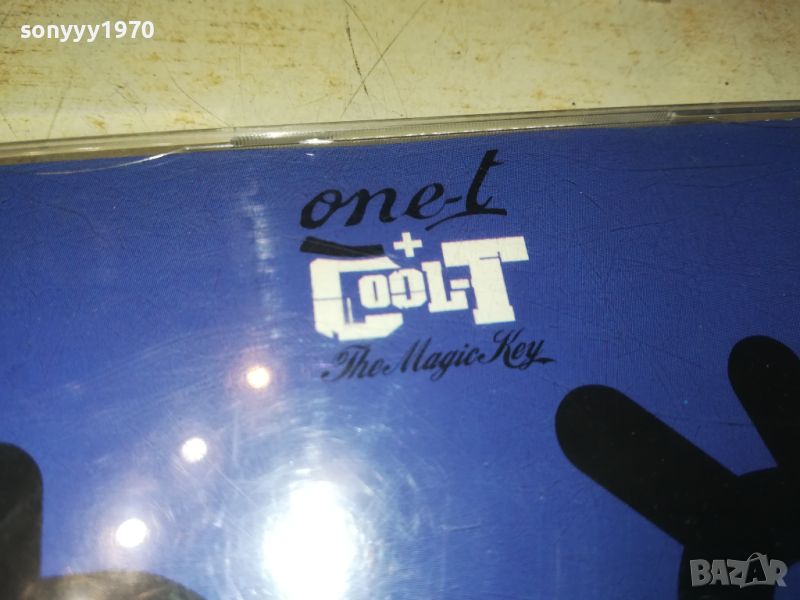 sonyyy1970
one-t
+
Cool-T
The Magic Key
BAZAR